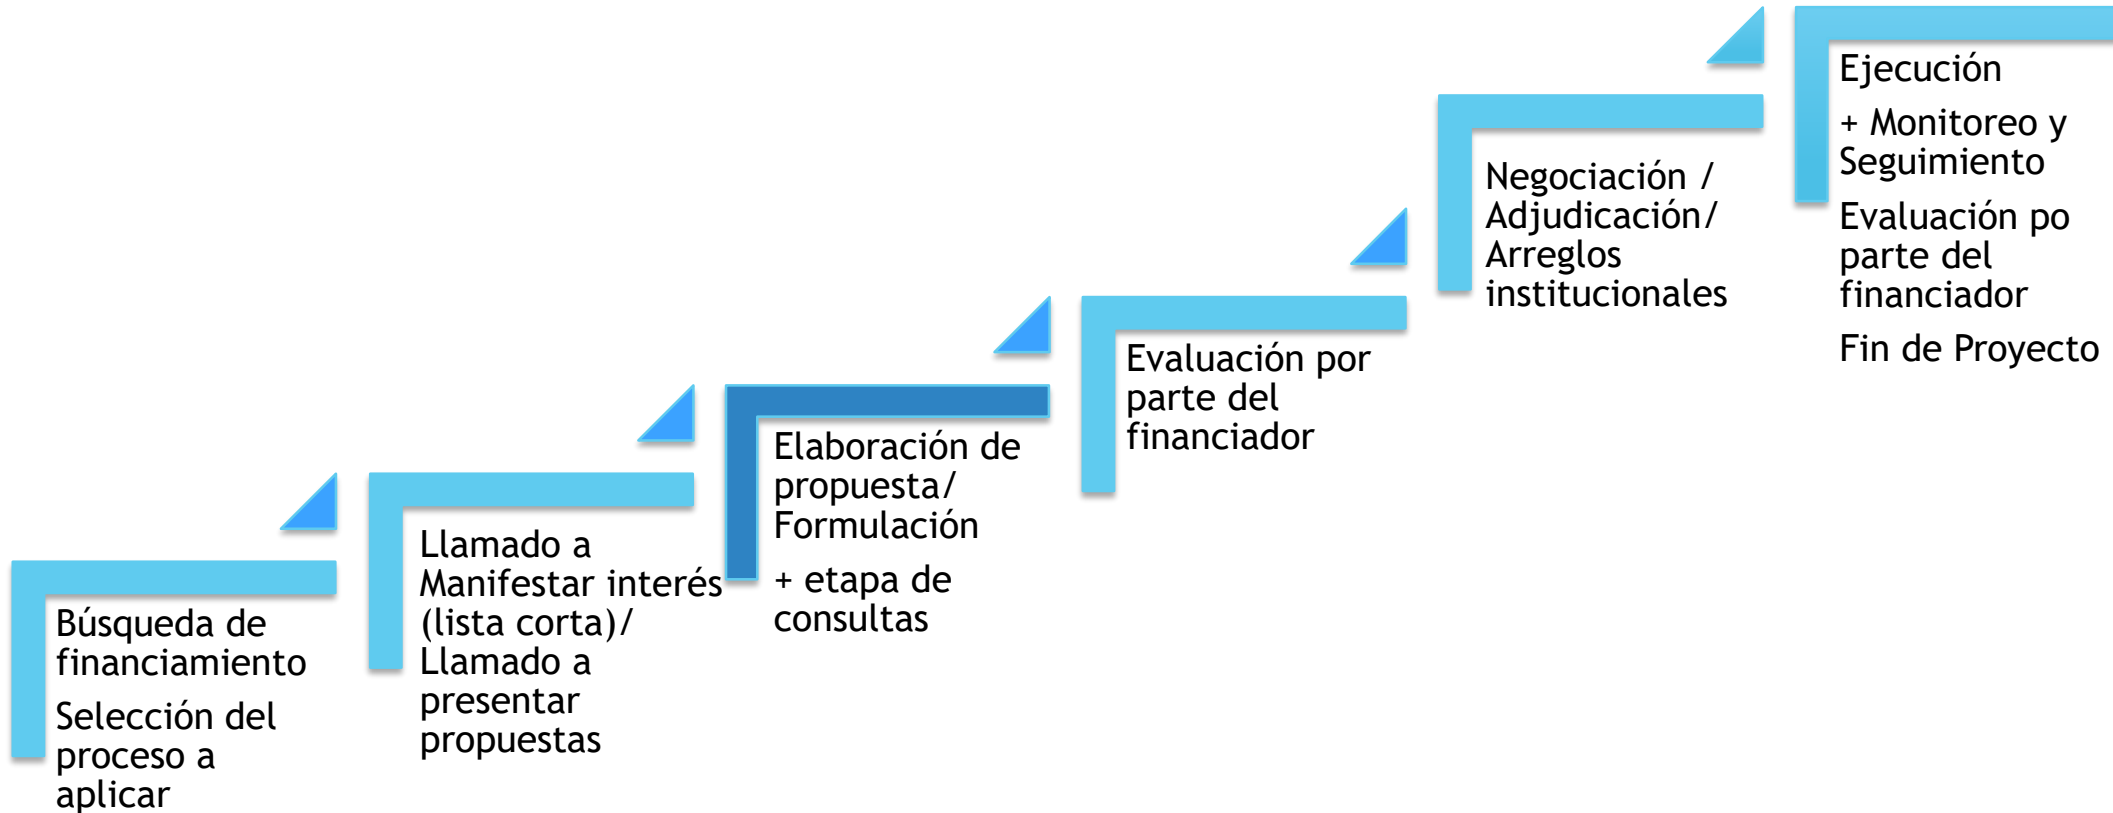 Búsqueda de
financiamiento
Selección del
proceso a
aplicar
Llamado a
Manifestar interés
(lista corta)/
Llamado a
presentar
propuestas
Elaboración de
propuesta/
Formulación
+ etapa de
consultas
Evaluación por
parte del
financiador
Negociación /
Adjudicación/
Arreglos
institucionales
Ejecución
+ Monitoreo y
Seguimiento
Evaluación po
parte del
financiador
Fin de Proyecto